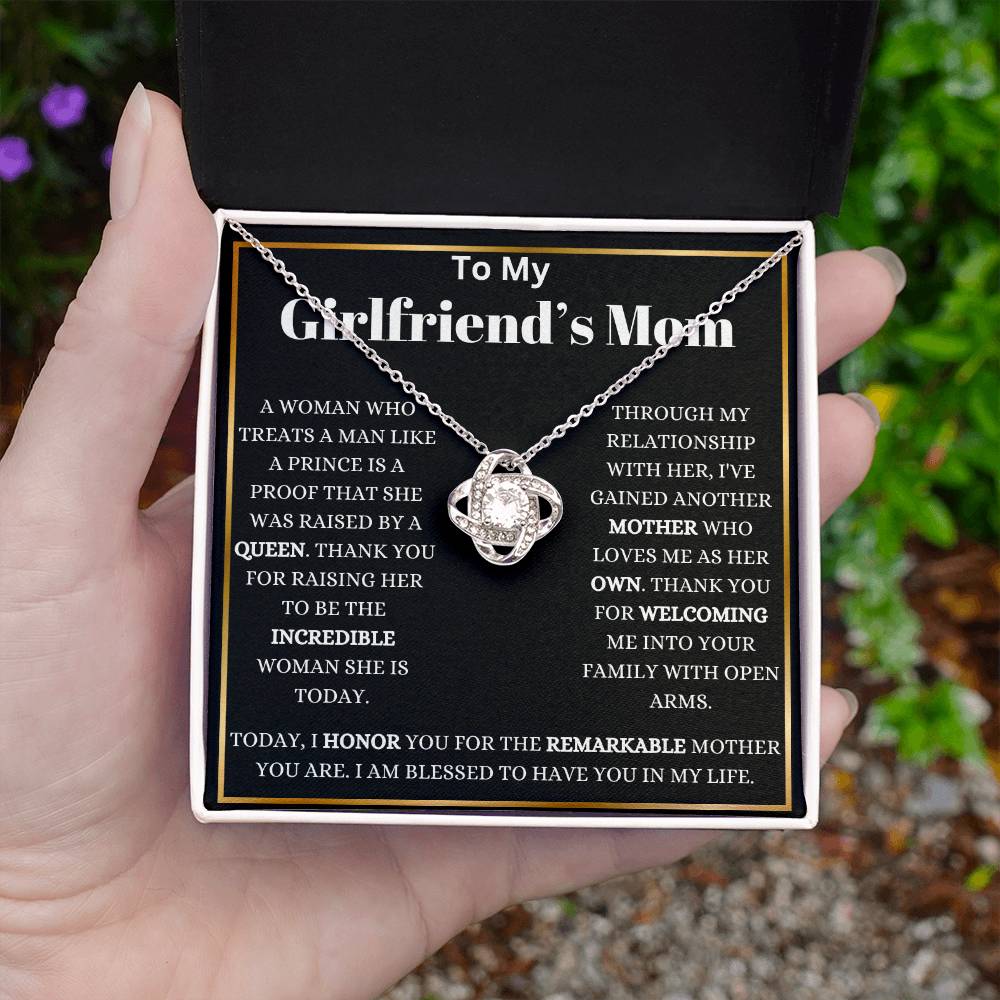 To My
Girlfriend's Mom
A WOMAN WHO
TREATS A MAN LIKE
A PRINCE IS A
PROOF THAT SHE
WAS RAISED BY A
QUEEN. THANK YOU
FOR RAISING HER
TO BE THE
INCREDIBLE
WOMAN SHE IS
TODAY.
THROUGH MY
RELATIONSHIP
WITH HER, I'VE
GAINED ANOTHER
MOTHER WHO
LOVES ME AS HER
OWN. THANK YOU
FOR WELCOMING
ME INTO YOUR
FAMILY WITH OPEN
ARMS.
TODAY, I HONOR YOU FOR THE REMARKABLE MOTHER
YOU ARE. I AM BLESSED TO HAVE YOU IN MY LIFE.